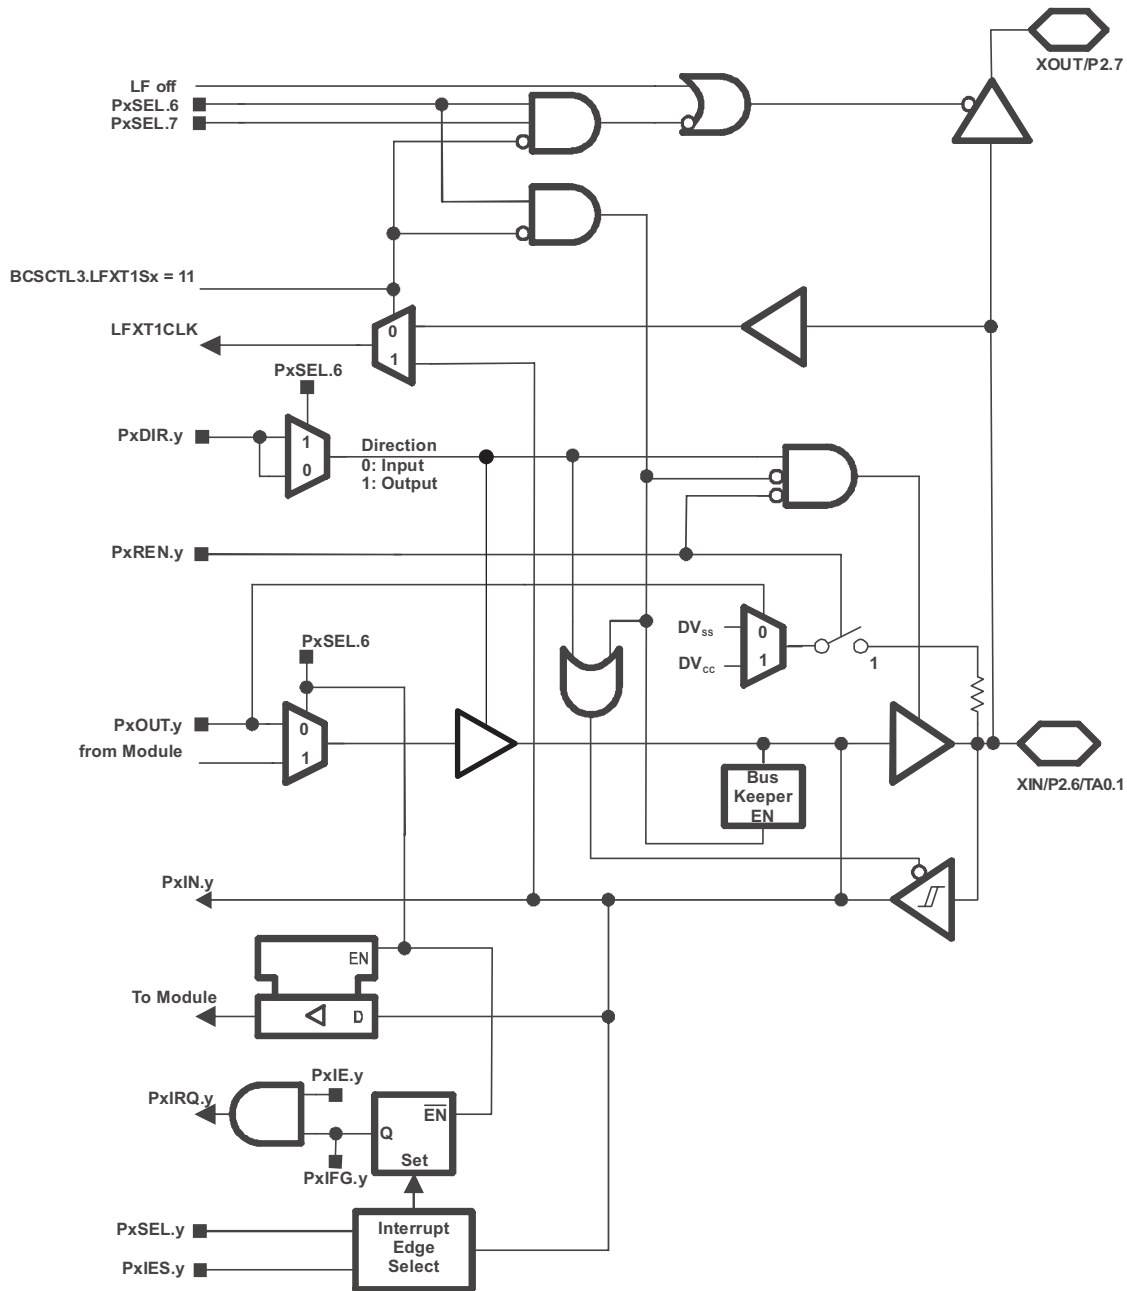 XOUT/P2.7
LF off
PxSEL.6
PxSEL.7
BCSCTL3.LFXT1Sx = 11
LFXT1CLK
0
1
PxSEL.6
PxDIR.y
1
0
Direction
0: Input
1: Output
PxREN.y
DVss
DVcc
0
1
1
PxSEL.6
PxOUT.y
from Module
0
1
Bus
Keeper
EN
XIN/P2.6/TA0.1
PxIN.y
EN
To Module
D
PxIE.y
PxIRQ.y
EN
Q
Set
PxIFG.y
PxSEL.y
PxIES.y
Interrupt
Edge
Select